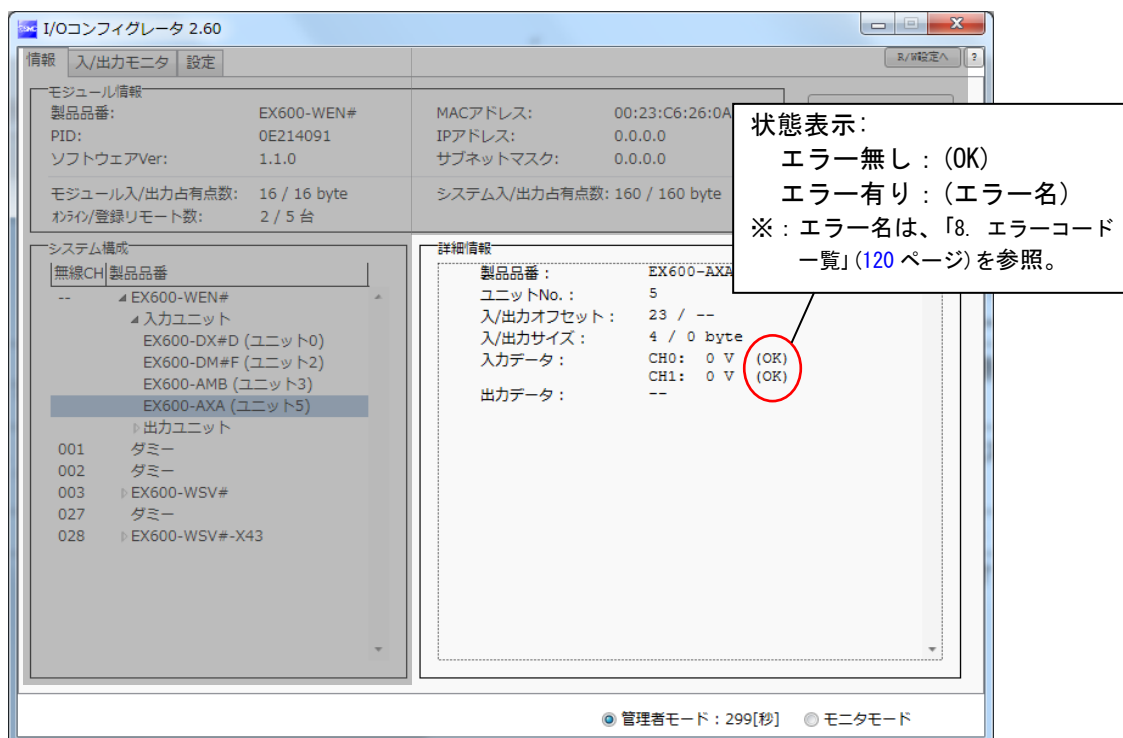 I/Oコンフィグレータ 2.60
情報 入/出力モニタ 設定
R/W設定へ ?
モジュール情報
製品品番: EX600-WEN#
PID: 0E214091
ソフトウェアVer: 1.1.0
MACアドレス: 00:23:C6:26:0A
IPアドレス: 0.0.0.0
サブネットマスク: 0.0.0.0
モジュール入/出力占有点数: 16 / 16 byte
システム入/出力占有点数: 160 / 160 byte
オンライン/登録リモート数: 2 / 5 台
状態表示:
エラー無し:(OK)
エラー有り:(エラー名)
※:エラー名は、「8. エラーコード
一覧」(120 ページ)を参照。
システム構成
無線CH 製品品番
-- EX600-WEN#
入力ユニット
EX600-DX#D (ユニット0)
EX600-DM#F (ユニット2)
EX600-AMB (ユニット3)
EX600-AXA (ユニット5)
出力ユニット
001 ダミー
002 ダミー
003 EX600-WSV#
027 ダミー
028 EX600-WSV#-X43
詳細情報
製品品番: EX600-AXA
ユニットNo.: 5
入/出力オフセット: 23 / --
入/出力サイズ: 4 / 0 byte
入力データ: CH0: 0 V (OK)
CH1: 0 V (OK)
出力データ: --
管理者モード:299[秒] モニタモード